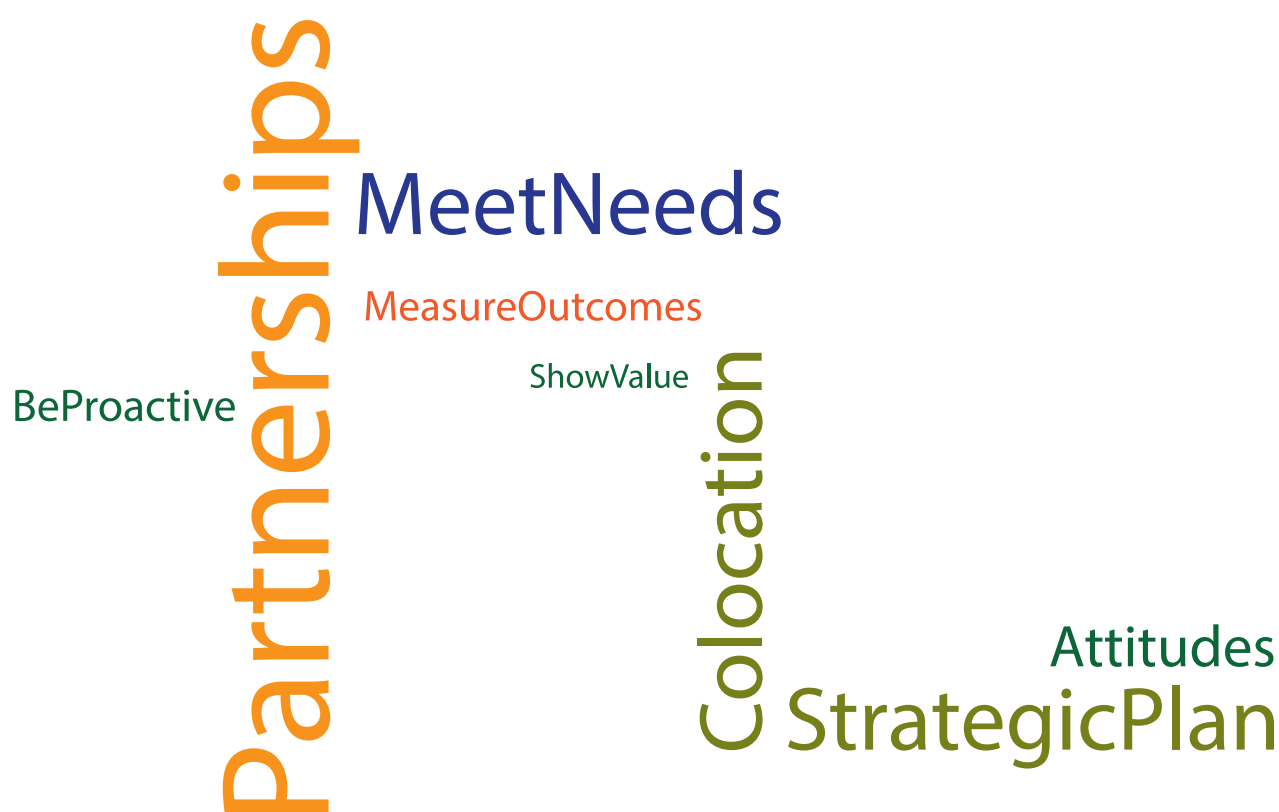 Partnerships
MeetNeeds
MeasureOutcomes
ShowValue
BeProactive
Colocation
Attitudes
StrategicPlan